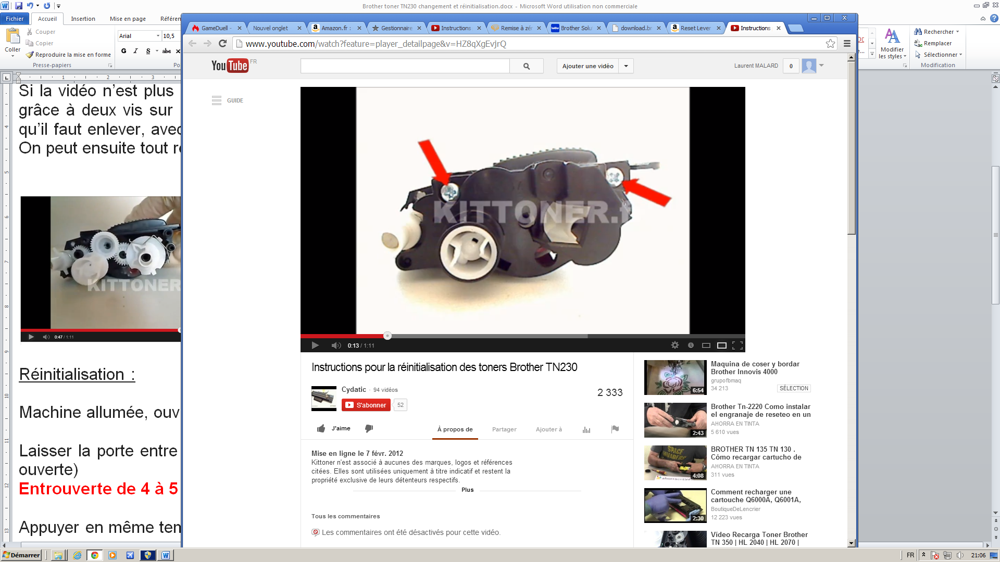 Brother toner TN230 changement et réinitialisation.docx - Microsoft Word utilisation non commerciale
Fichier
Accueil
Insertion
Mise en page
Référen
Coller
Couper
Copier
Reproduire la mise en forme
Presse-papiers
Arial
10,5
G I S abc x
Po
Modifier
les styles
Rechercher
Remplacer
Sélectionner
Modification
GameDuell -
Nouvel onglet
Amazon.fr :
Gestionnaire
Instructions
Remise à zér
Brother Solu
download.br
Reset Lever
Instructions
www.youtube.com/watch?feature=player_detailpage&v=HZ8qXgEvjrQ
YouTube FR
Ajouter une vidéo
Laurent MALARD
0
GUIDE
Si la vidéo n’est plus
grâce à deux vis sur
qu’il faut enlever, avec
On peut ensuite tout re
KITTONER
0:47 / 1:11
Réinitialisation :
Machine allumée, ouv
Laisser la porte entre
ouverte)
Entrouverte de 4 à 5
Appuyer en même tem
KITTONER.f
0:13 / 1:11
Instructions pour la réinitialisation des toners Brother TN230
Cydatic · 94 vidéos
S'abonner
52
2 333
J'aime
À propos de
Partager
Ajouter à
Mise en ligne le 7 févr. 2012
Kittoner n'est associé à aucunes des marques, logos et références
citées. Elles sont utilisées uniquement à titre indicatif et restent la
propriété exclusive de leurs détenteurs respectifs.
Plus
Tous les commentaires
Les commentaires ont été désactivés pour cette vidéo.
6:54
Maquina de coser y bordar
Brother Innovis 4000
grupofbmaq
34 213
SÉLECTION
2:43
Brother Tn-2220 Como instalar
el engranaje de reseteo en un
AHORRA EN TINTA
5 610 vues
4:08
BROTHER TN 135 TN 130 .
Cómo recargar cartucho de
AHORRA EN TINTA
311 vues
2:30
Comment recharger une
cartouche Q6000A, Q6001A,
BoutiqueDeLencrier
12 223 vues
Vídeo Recarga Toner Brother
TN 350 | HL 2040 | HL 2070 |
Démarrer
FR
21:06